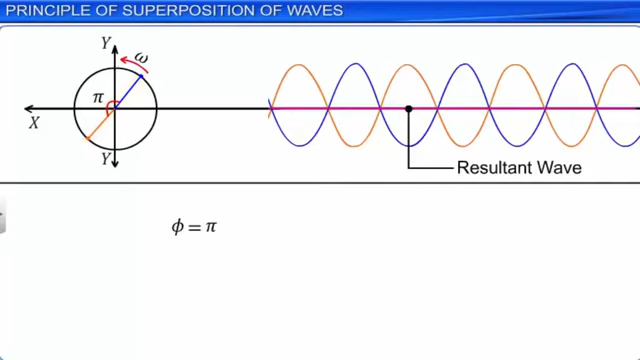 PRINCIPLE OF SUPERPOSITION OF WAVES
Y
ω
π
X
Y
Resultant Wave
ϕ = π